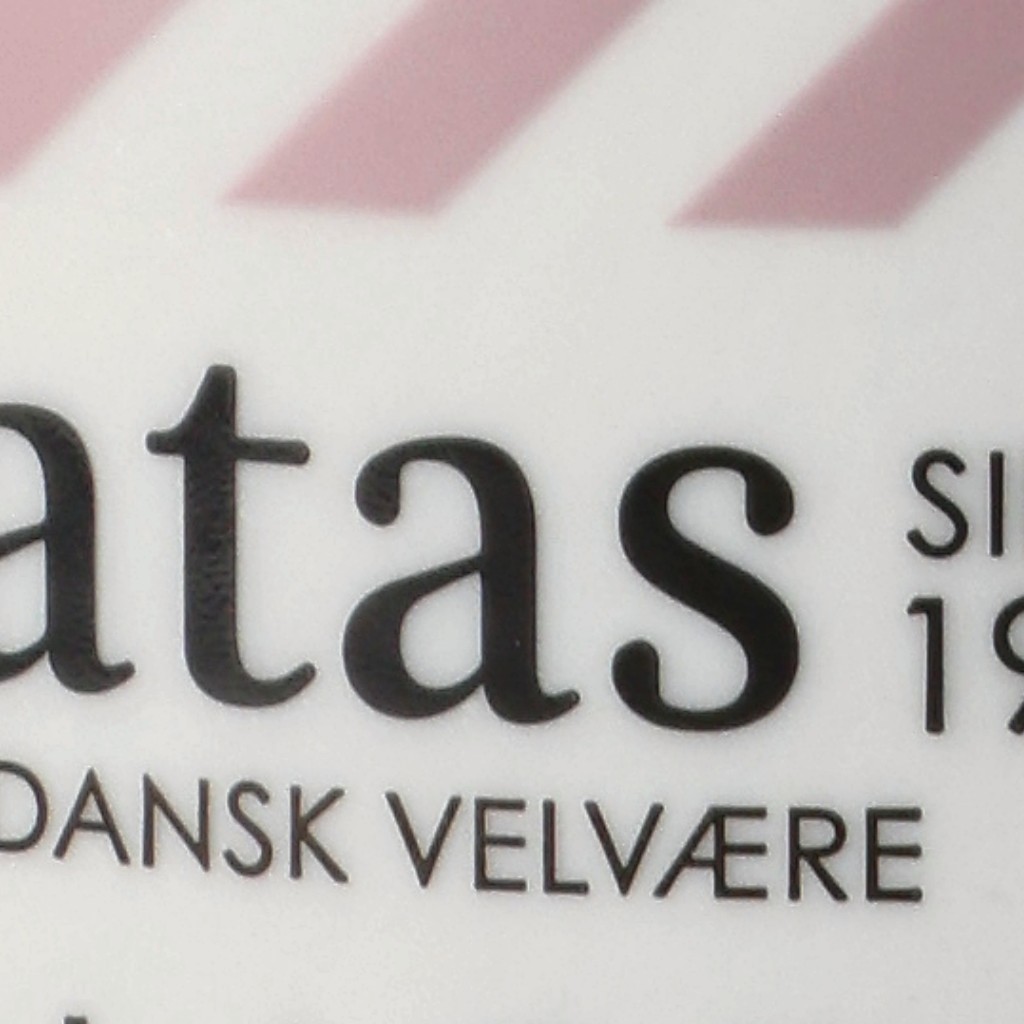 atas
SI
19
DANSK VELVÆRE